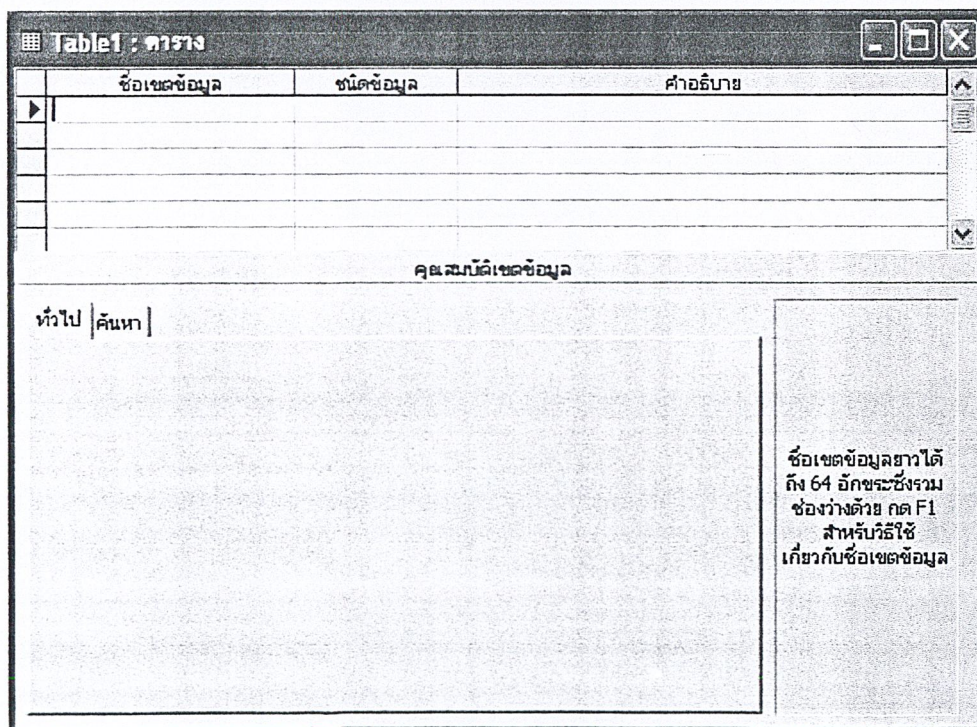 Table1 : ตาราง
ชื่อเขตข้อมูล ชนิดข้อมูล คำอธิบาย
คุณสมบัติเขตข้อมูล
ทั่วไป ค้นหา
ชื่อเขตข้อมูลยาวได้
ถึง 64 อักขระซึ่งรวม
ช่องว่างด้วย กด F1
สำหรับวิธีใช้
เกี่ยวกับชื่อเขตข้อมูล